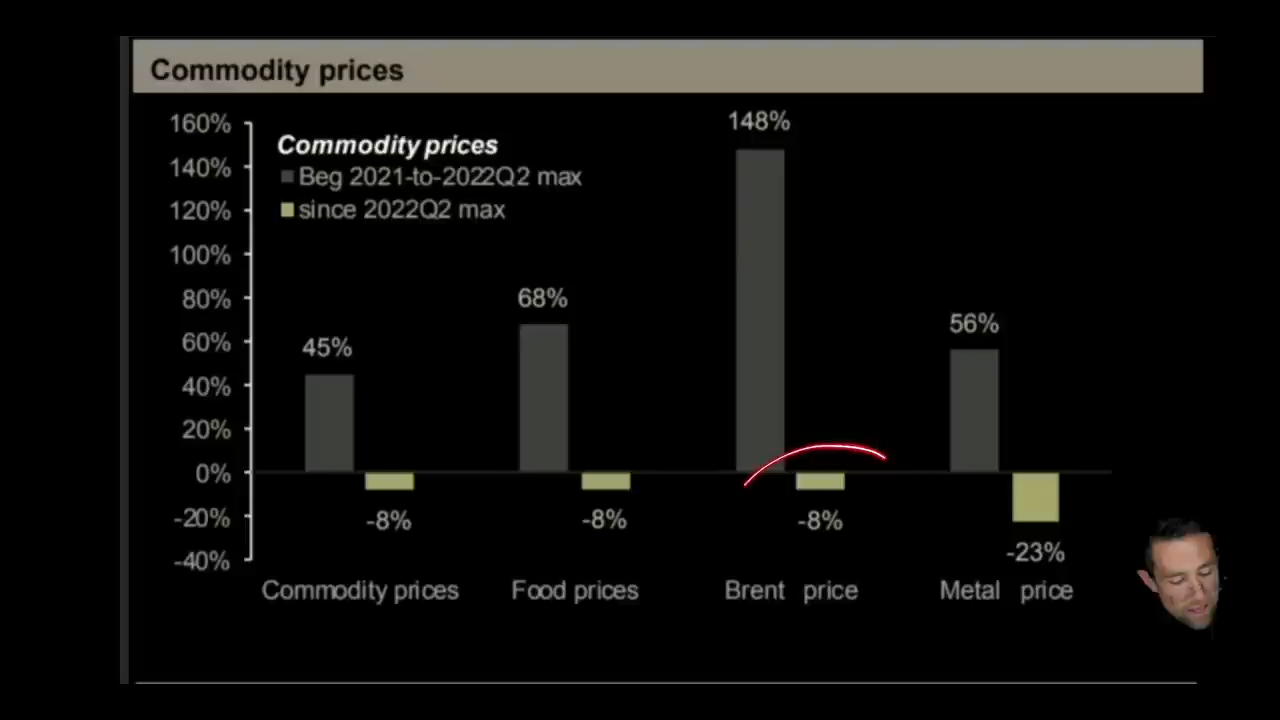 Commodity prices
160%
140%
120%
100%
80%
60%
40%
20%
0%
-20%
-40%
Commodity prices
Beg 2021-to-2022Q2 max
since 2022Q2 max
45%
-8%
68%
-8%
148%
-8%
56%
-23%
Commodity prices
Food prices
Brent price
Metal price